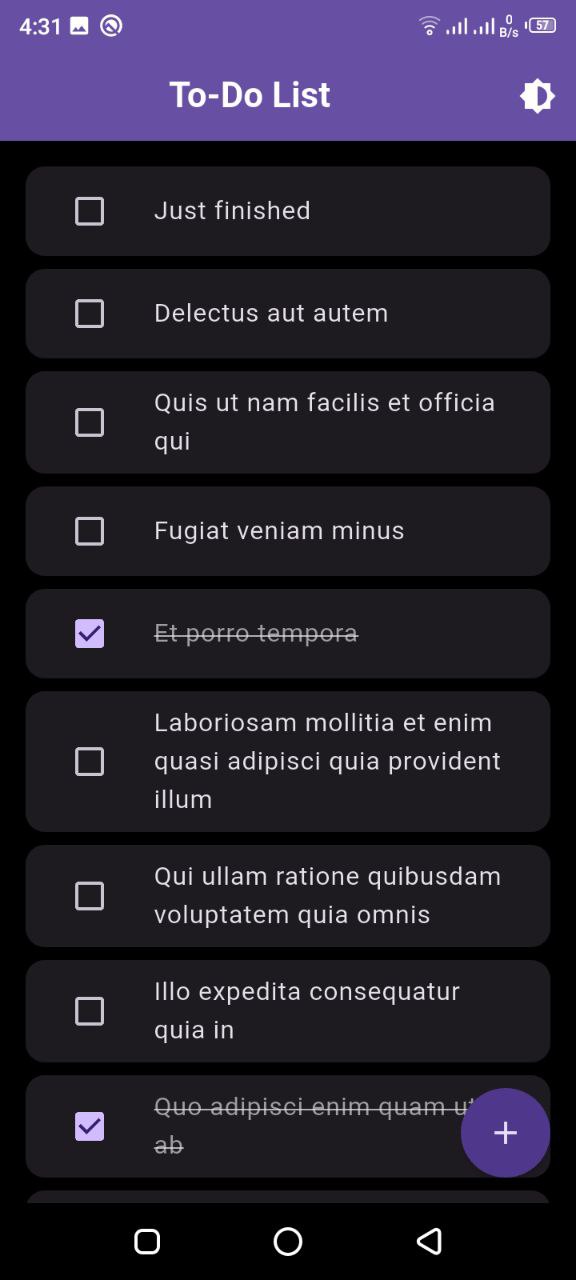 4:31
0
B/s
57
To-Do List
Just finished
Delectus aut autem
Quis ut nam facilis et officia
qui
Fugiat veniam minus
Et porro tempora
Laboriosam mollitia et enim
quasi adipisci quia provident
illum
Qui ullam ratione quibusdam
voluptatem quia omnis
Illo expedita consequatur
quia in
Quo adipisci enim quam ut
ab